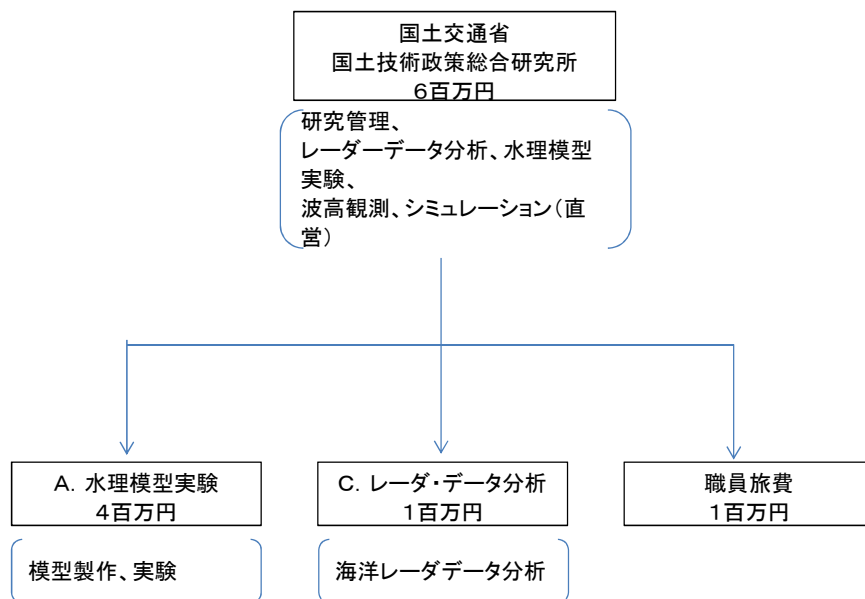 国土交通省
国土技術政策総合研究所
6百万円
研究管理、
レーダーデータ分析、水理模型
実験、
波高観測、シミュレーション（直
営）
A. 水理模型実験
4百万円
C. レーダ・データ分析
1百万円
職員旅費
1百万円
模型製作、実験
海洋レーダデータ分析